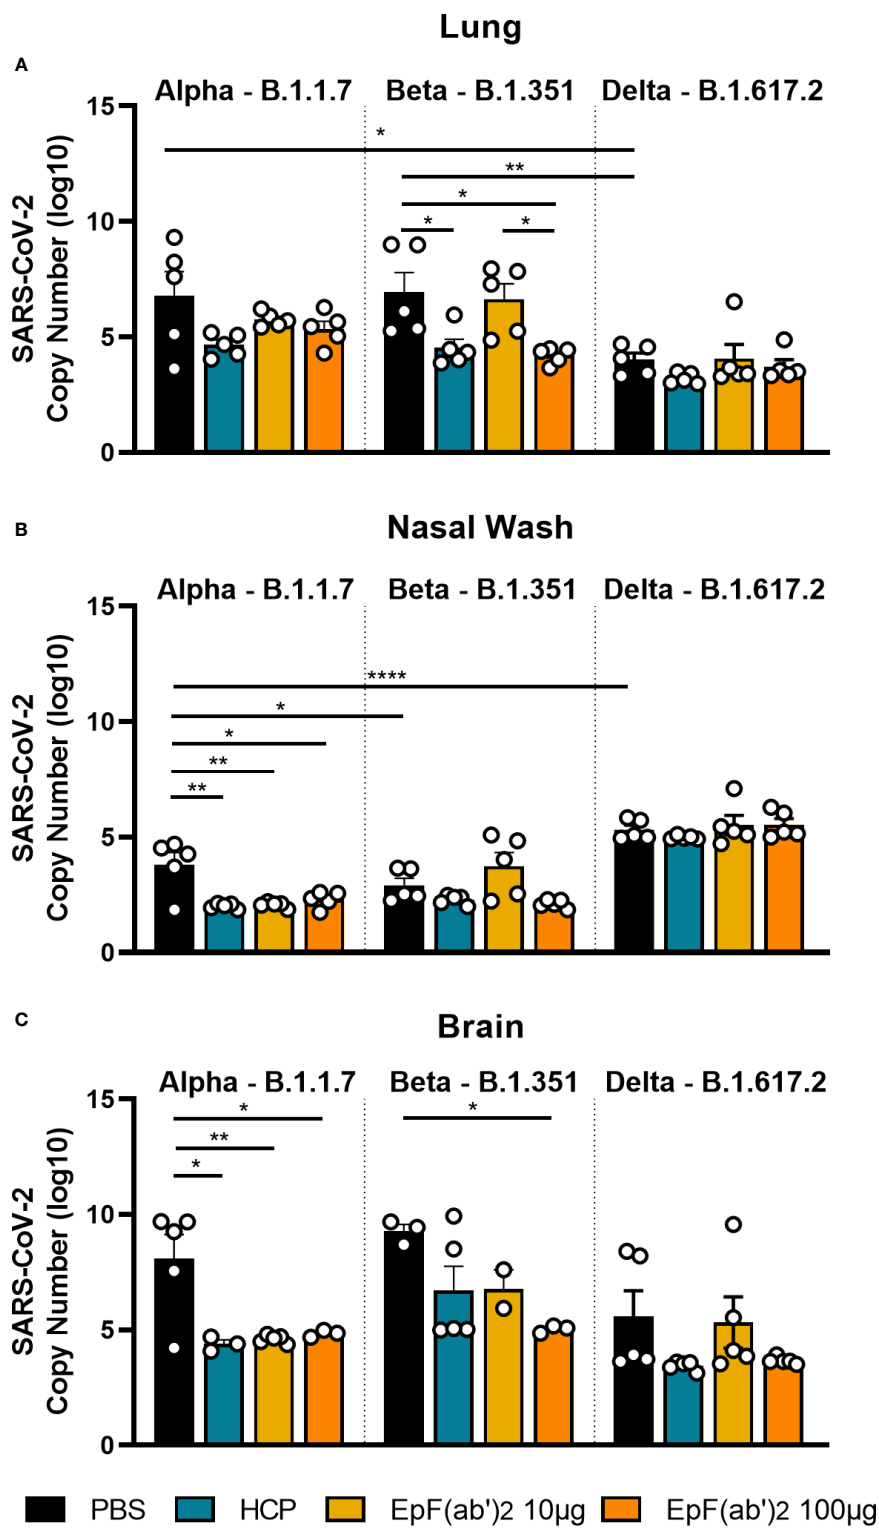 Lung
A
Alpha - B.1.1.7 Beta - B.1.351 Delta - B.1.617.2
SARS-CoV-2
Copy Number (log10)
15
10
5
0
*
**
*
* *
B
Nasal Wash
Alpha - B.1.1.7 Beta - B.1.351 Delta - B.1.617.2
SARS-CoV-2
Copy Number (log10)
15
10
5
0
****
*
*
**
**
C
Brain
Alpha - B.1.1.7 Beta - B.1.351 Delta - B.1.617.2
SARS-CoV-2
Copy Number (log10)
15
10
5
0
* *
**
*
PBS HCP EpF(ab')2 10µg EpF(ab')2 100µg